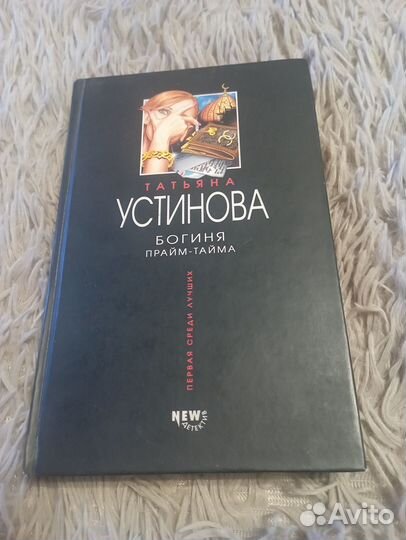 ТАТЬЯНА
УСТИНОВА
БОГИНЯ
ПРАЙМ-ТАЙМА
ПЕРВАЯ СРЕДИ ЛУЧШИХ
NEW
ДЕТЕКТИВ
Avito